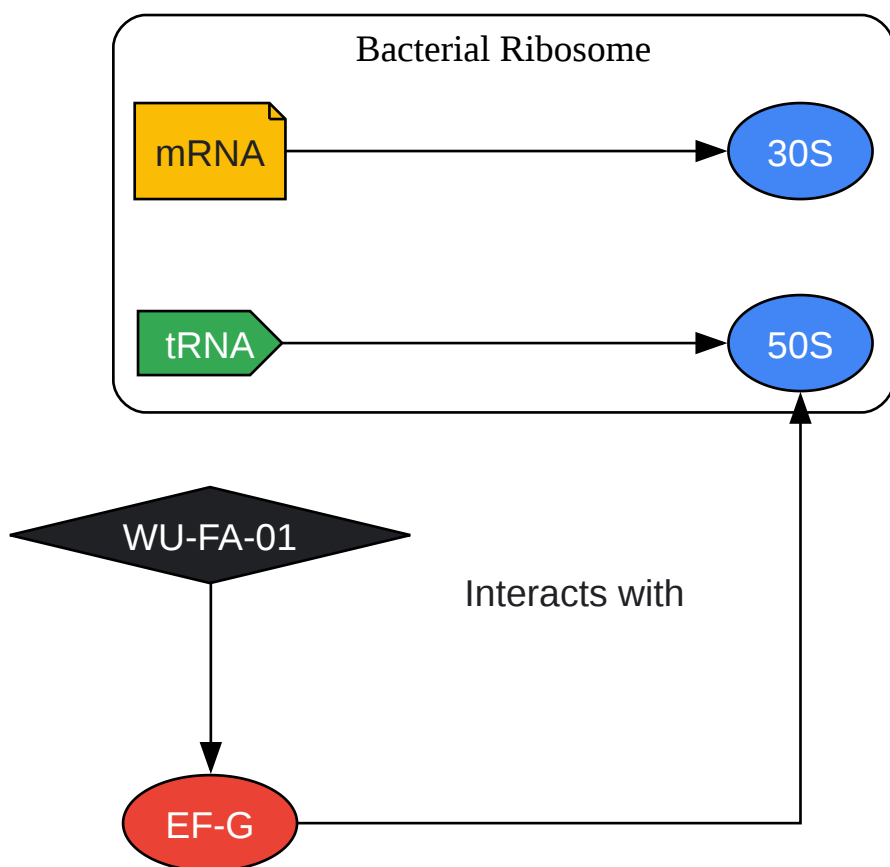 Bacterial Ribosome
mRNA
30S
tRNA
50S
WU-FA-01
Interacts with
EF-G